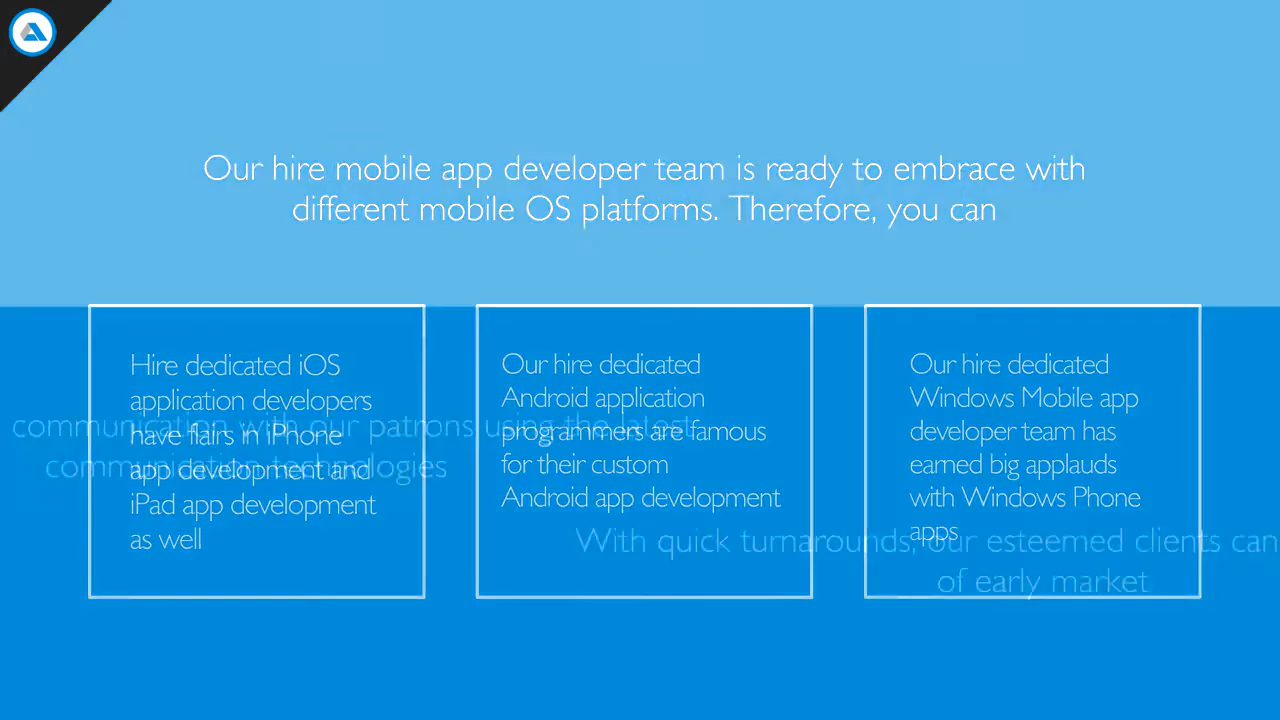 Our hire mobile app developer team is ready to embrace with
different mobile OS platforms. Therefore, you can
Hire dedicated iOS
application developers
have flairs in iPhone
app development and
iPad app development
as well
Our hire dedicated
Android application
programmers are famous
for their custom
Android app development
Our hire dedicated
Windows Mobile app
developer team has
earned big applauds
with Windows Phone
apps
communication with our patrons using the latest
communication technologies
With quick turnarounds, our esteemed clients can
of early market